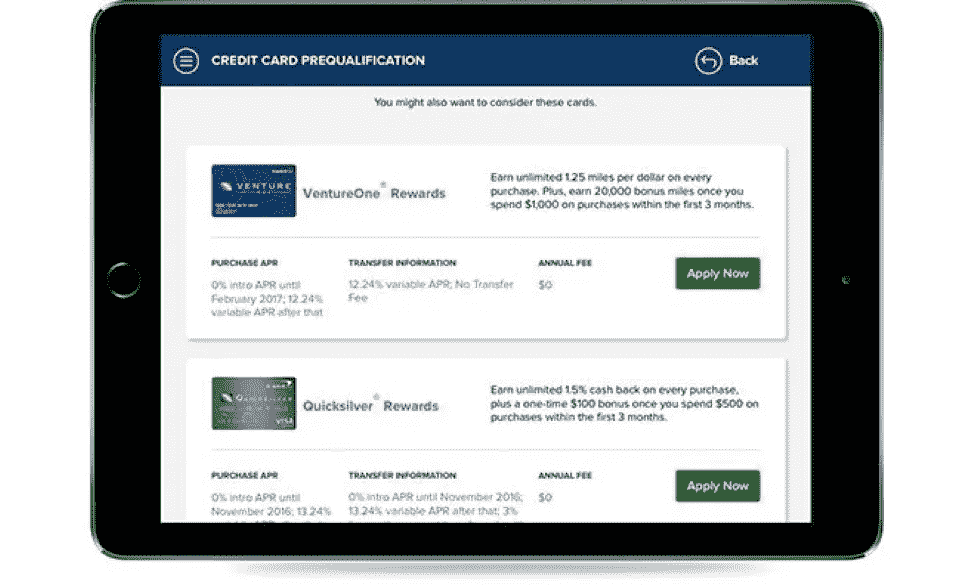 CREDIT CARD PREQUALIFICATION
Back
You might also want to consider these cards.
VENTURE
VentureOne® Rewards
Earn unlimited 1.25 miles per dollar on every
purchase. Plus, earn 20,000 bonus miles once you
spend $1,000 on purchases within the first 3 months.
PURCHASE APR
0% intro APR until
February 2017; 12.24%
variable APR after that
TRANSFER INFORMATION
12.24% variable APR; No Transfer
Fee
ANNUAL FEE
$0
Apply Now
VISA
Quicksilver® Rewards
Earn unlimited 1.5% cash back on every purchase,
plus a one-time $100 bonus once you spend $500 on
purchases within the first 3 months.
PURCHASE APR
0% intro APR until
November 2016; 13.24%
TRANSFER INFORMATION
0% intro APR until November 2016;
13.24% variable APR after that; 3%
ANNUAL FEE
$0
Apply Now